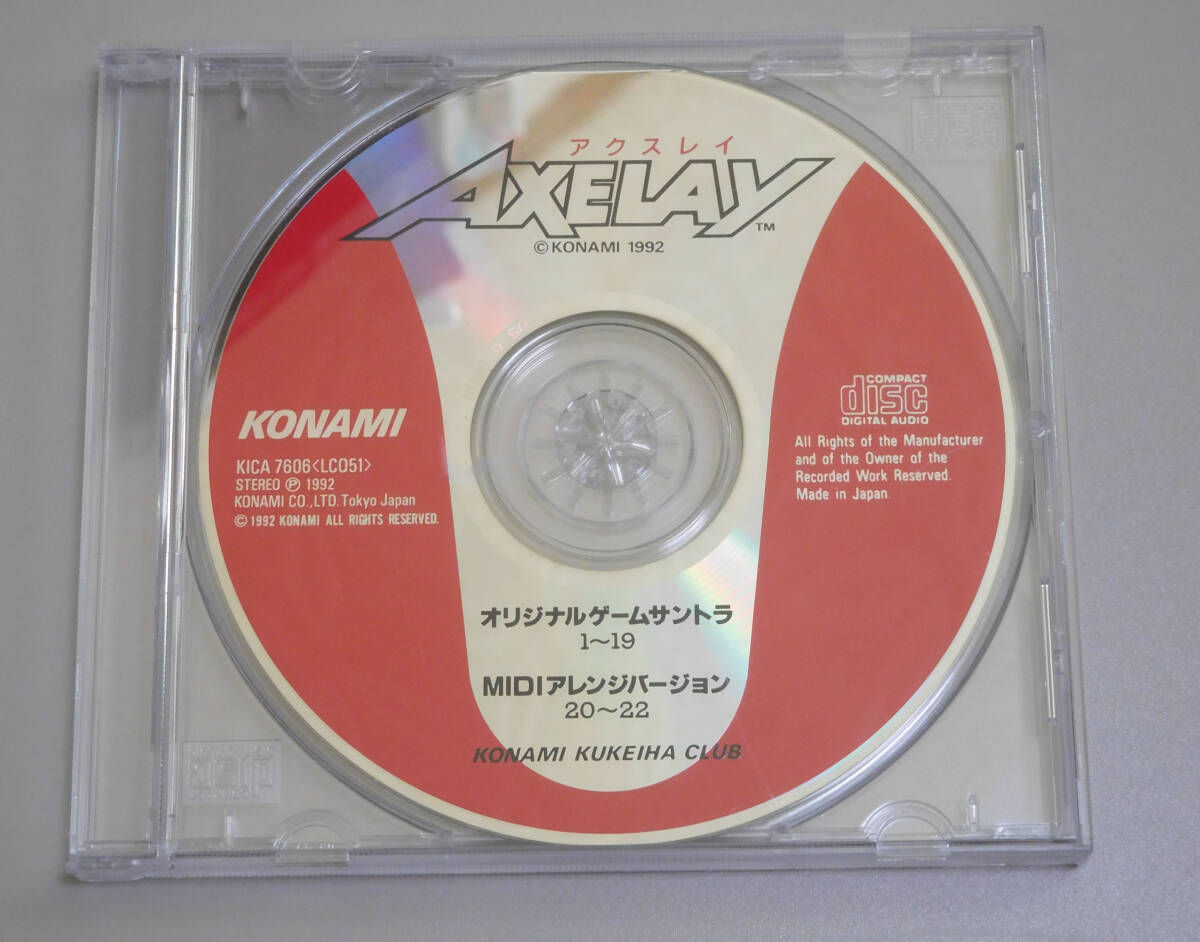 アクスレイ
AXELAY™
©KONAMI 1992
KONAMI
KICA 7606<LC051>
STEREO Ⓟ 1992
KONAMI CO.,LTD. Tokyo Japan
© 1992 KONAMI ALL RIGHTS RESERVED.
COMPACT
disc
DIGITAL AUDIO
All Rights of the Manufacturer
and of the Owner of the
Recorded Work Reserved.
Made in Japan.
オリジナルゲームサントラ
1〜19
MIDIアレンジバージョン
20〜22
KONAMI KUKEIHA CLUB